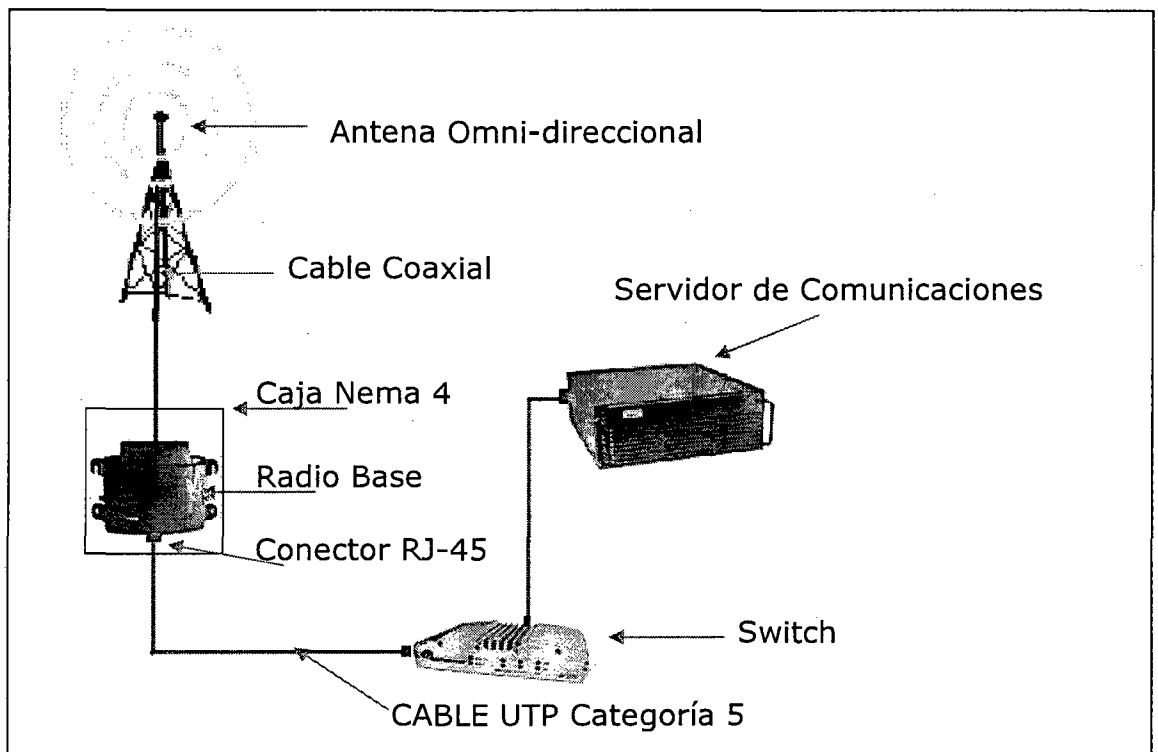 Antena Omni-direccional
Cable Coaxial
Servidor de Comunicaciones
Caja Nema 4
Radio Base
Conector RJ-45
Switch
CABLE UTP Categoría 5